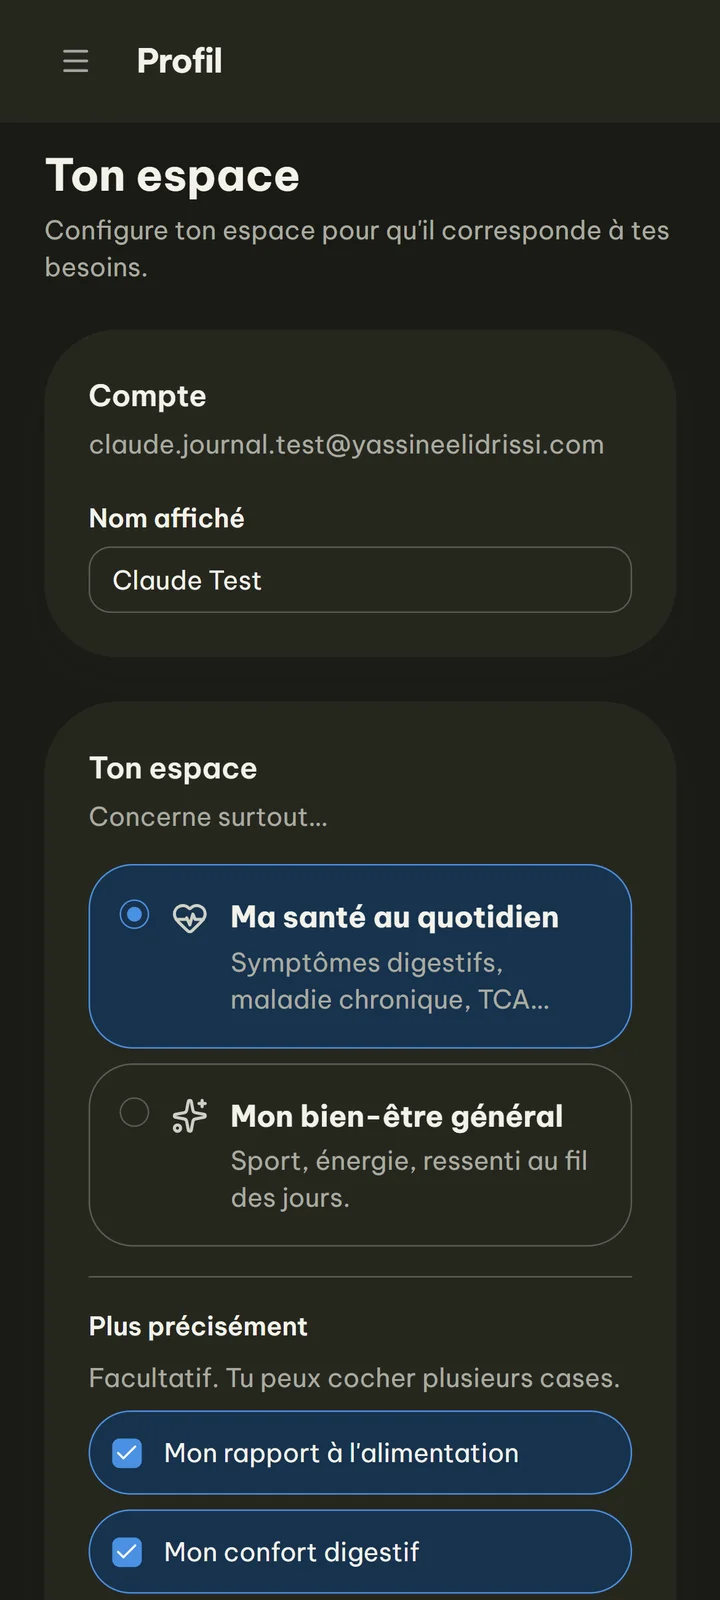 Profil
Ton espace
Configure ton espace pour qu'il corresponde à tes
besoins.
Compte
claude.journal.test@yassineelidrissi.com
Nom affiché
Claude Test
Ton espace
Concerne surtout...
Ma santé au quotidien
Symptômes digestifs,
maladie chronique, TCA...
Mon bien-être général
Sport, énergie, ressenti au fil
des jours.
Plus précisément
Facultatif. Tu peux cocher plusieurs cases.
Mon rapport à l'alimentation
Mon confort digestif